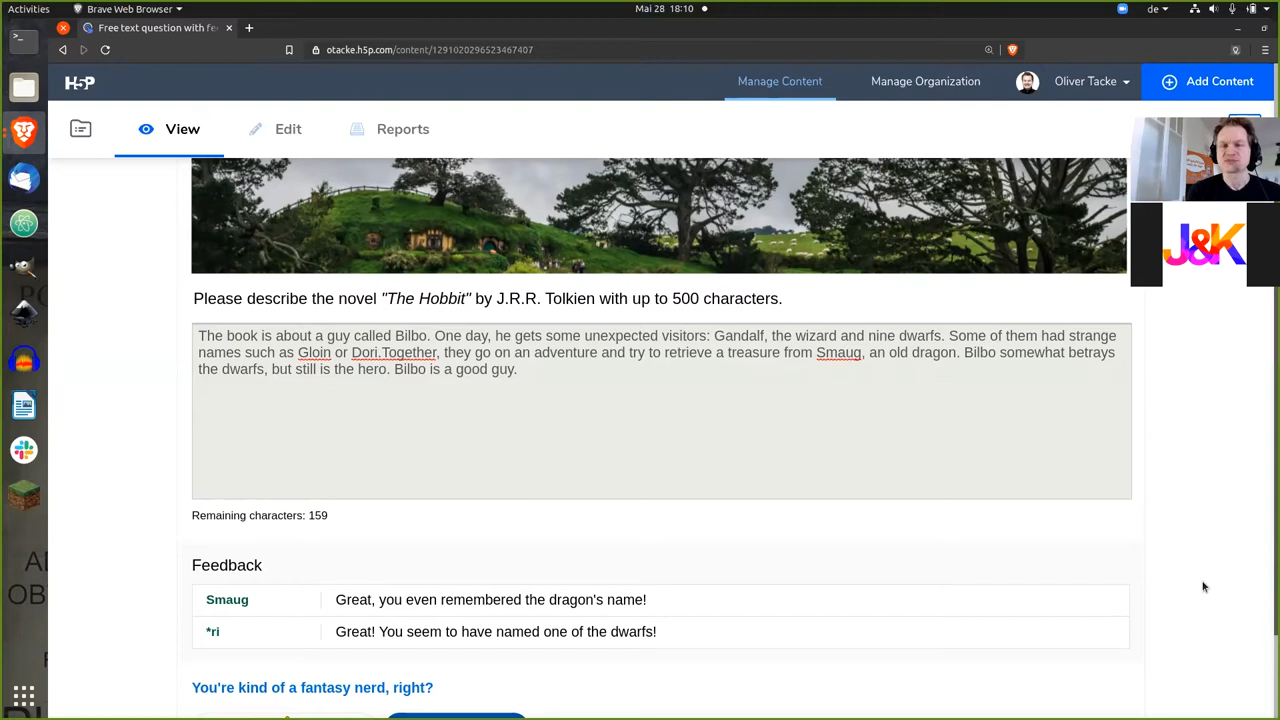 Activities
Brave Web Browser
Mai 28 18:10
de
Free text question with fe
otacke.h5p.com/content/1291020296523467407
H5P
Manage Content
Manage Organization
Oliver Tacke
Add Content
View
Edit
Reports
J&K
Please describe the novel "The Hobbit" by J.R.R. Tolkien with up to 500 characters.
The book is about a guy called Bilbo. One day, he gets some unexpected visitors: Gandalf, the wizard and nine dwarfs. Some of them had strange
names such as Gloin or Dori.Together, they go on an adventure and try to retrieve a treasure from Smaug, an old dragon. Bilbo somewhat betrays
the dwarfs, but still is the hero. Bilbo is a good guy.
Remaining characters: 159
Feedback
Smaug Great, you even remembered the dragon's name!
*ri Great! You seem to have named one of the dwarfs!
You're kind of a fantasy nerd, right?